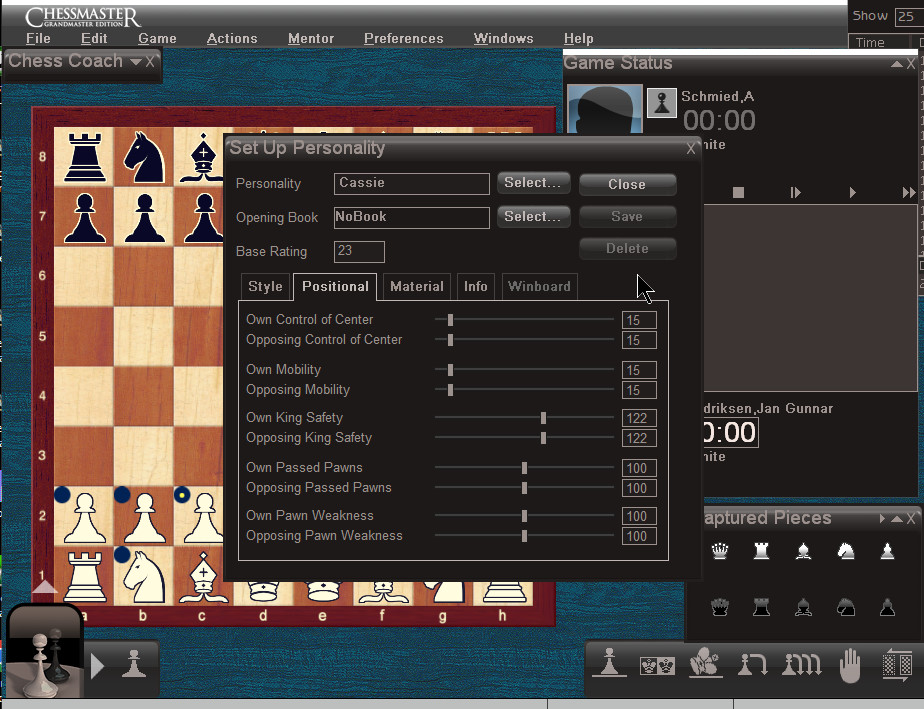 CHESSMASTER
GRANDMASTER EDITION
Show 25
File Edit Game Actions Mentor Preferences Windows Help
Time
Chess Coach
Game Status
Schmied,A
00:00
Set Up Personality
X
Personality Cassie Select... Close
Opening Book NoBook Select... Save
Base Rating 23 Delete
Style Positional Material Info Winboard
Own Control of Center 15
Opposing Control of Center 15
Own Mobility 15
Opposing Mobility 15
Own King Safety 122
Opposing King Safety 122
Own Passed Pawns 100
Opposing Passed Pawns 100
Own Pawn Weakness 100
Opposing Pawn Weakness 100
driksen,Jan Gunnar
0:00
aptured Pieces
8
7
6
5
4
3
2
1
a b c d e f g h